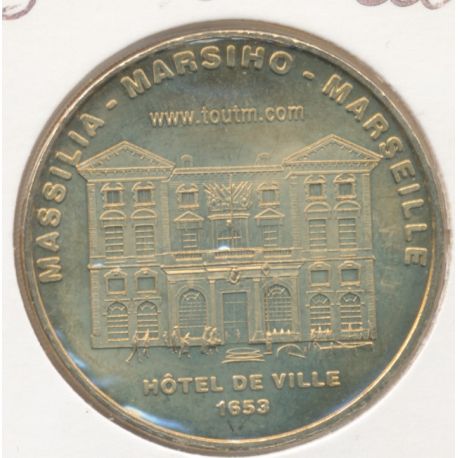 MASSILIA - MARSIHO - MARSEILLE
www.toutm.com
HÔTEL DE VILLE
1653